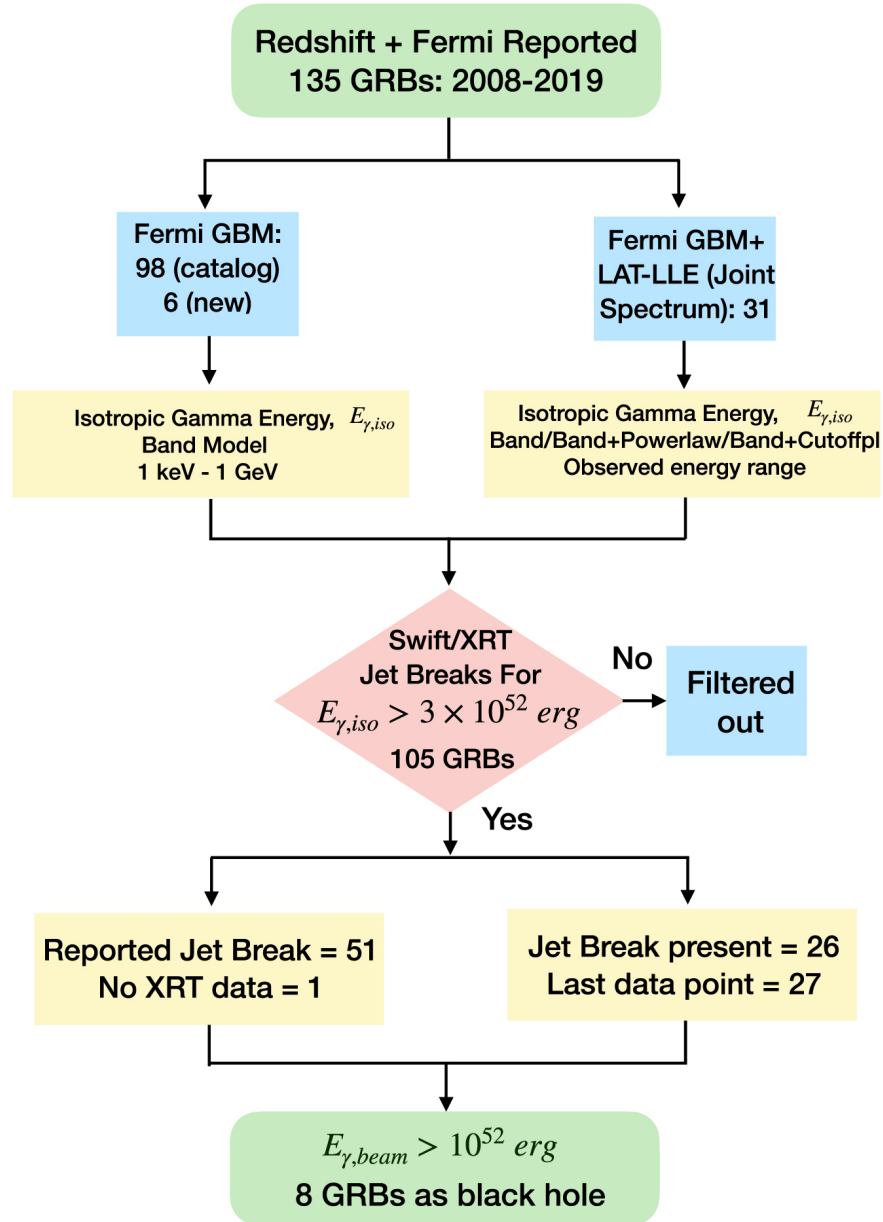 Redshift + Fermi Reported
135 GRBs: 2008-2019
Fermi GBM:
98 (catalog)
6 (new)
Fermi GBM+
LAT-LLE (Joint
Spectrum): 31
Isotropic Gamma Energy, E_{γ,iso}
Band Model
1 keV - 1 GeV
Isotropic Gamma Energy, E_{γ,iso}
Band/Band+Powerlaw/Band+Cutoffpl
Observed energy range
Swift/XRT
Jet Breaks For
E_{γ,iso} > 3 × 10^{52} erg
105 GRBs
No
Filtered
out
Yes
Reported Jet Break = 51
No XRT data = 1
Jet Break present = 26
Last data point = 27
E_{γ,beam} > 10^{52} erg
8 GRBs as black hole